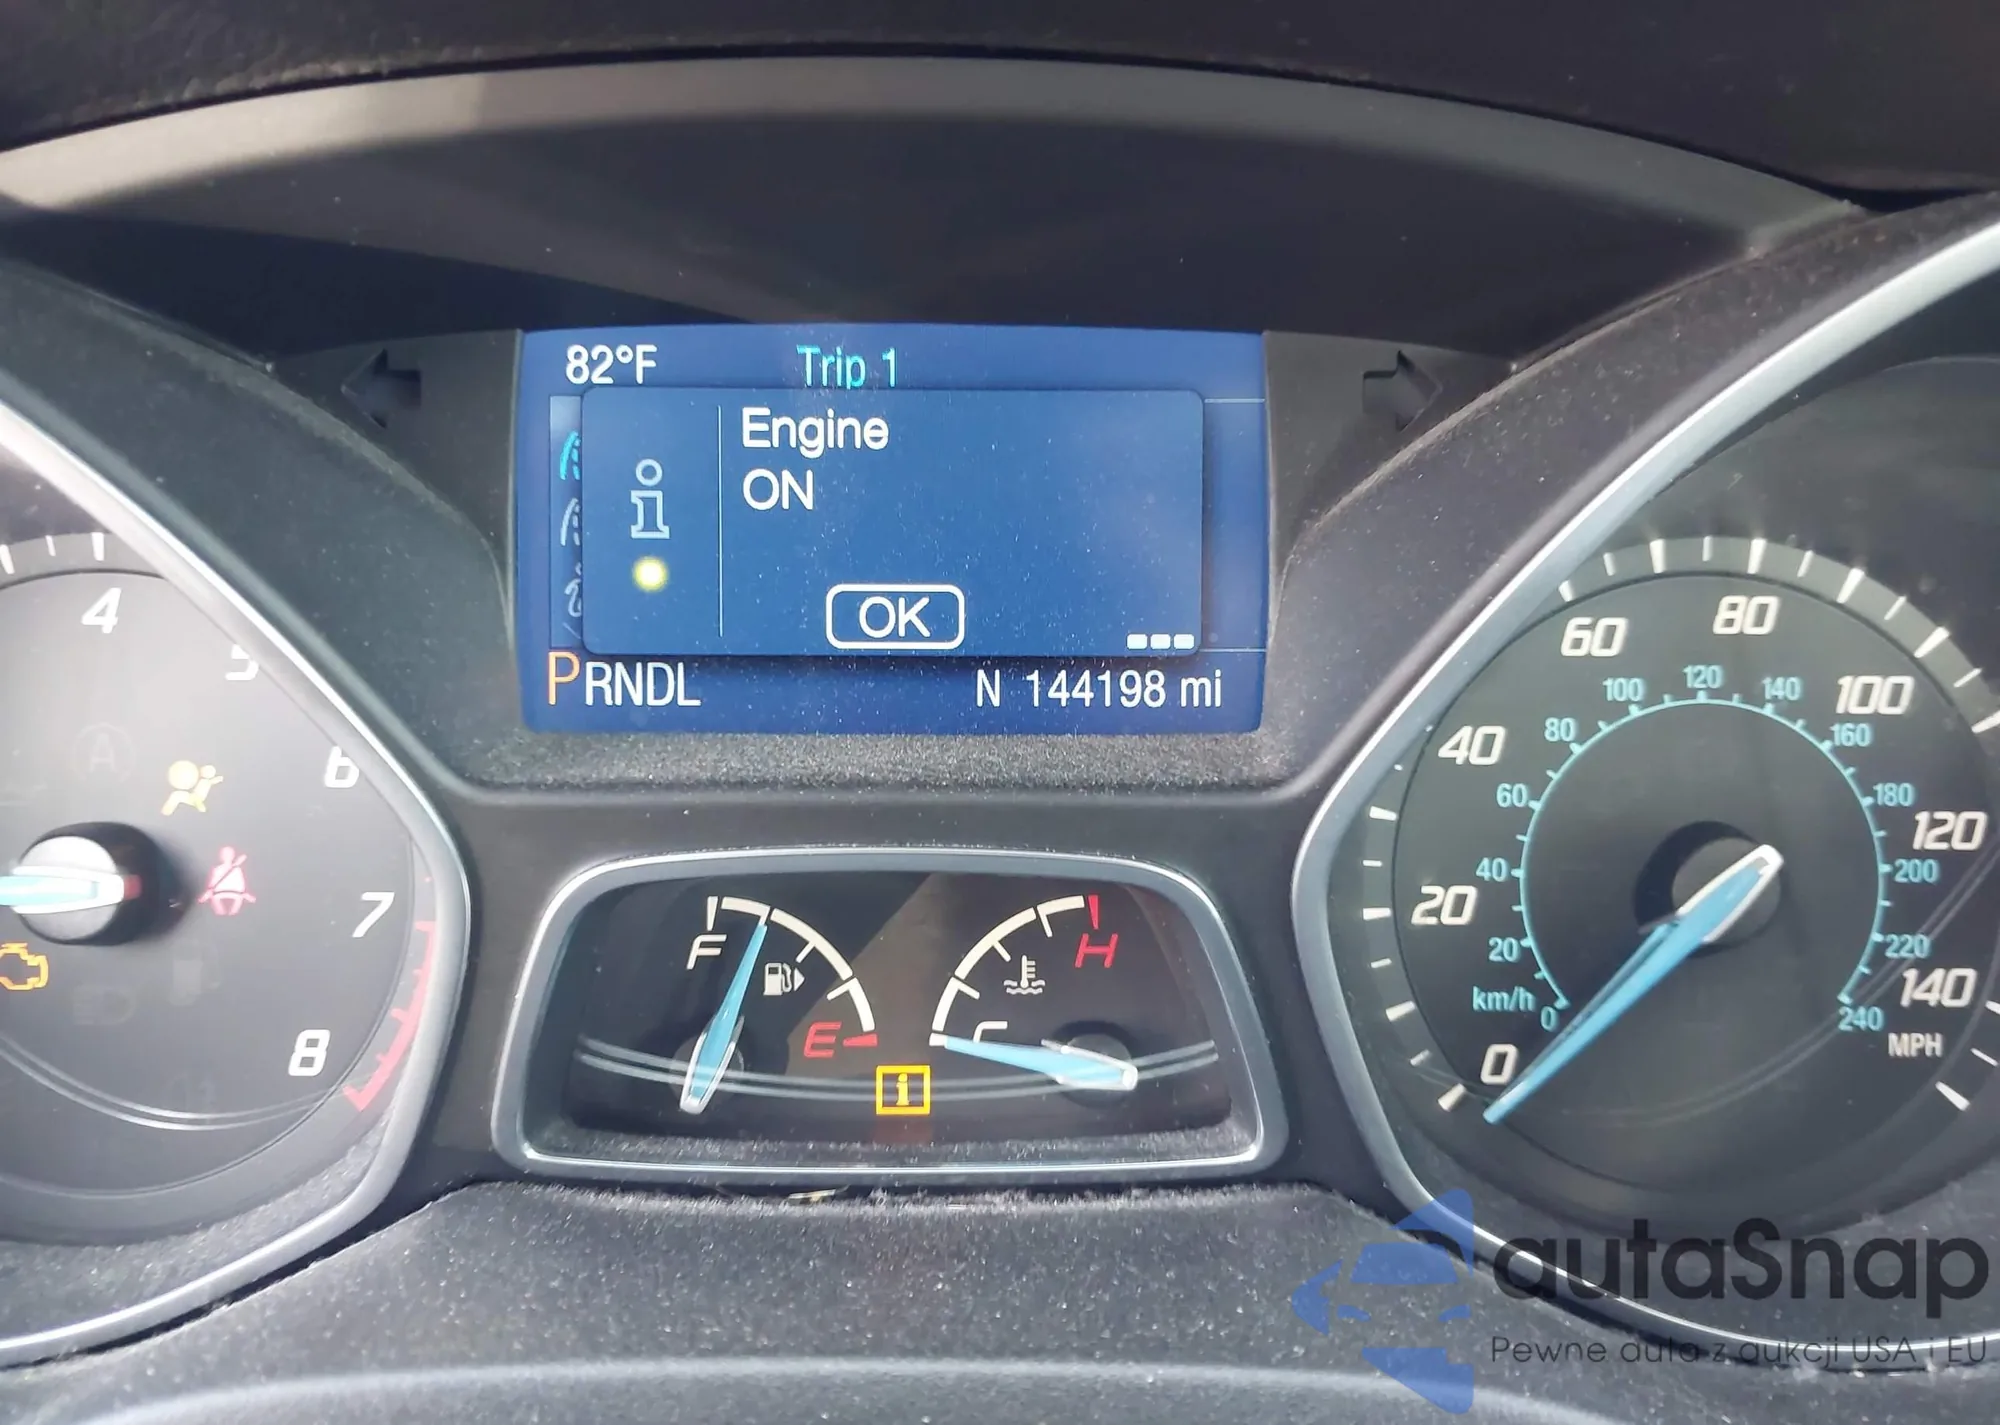 82°F Trip 1
Engine
ON
OK
PRNDL N 144198 mi
4
5
6
7
8
F
E
H
C
i
0
20
40
60
80
100
120
140
MPH
km/h
0
20
40
60
80
100
120
140
160
180
200
220
240
autaSnap
Pewne auta z aukcji USA i EU